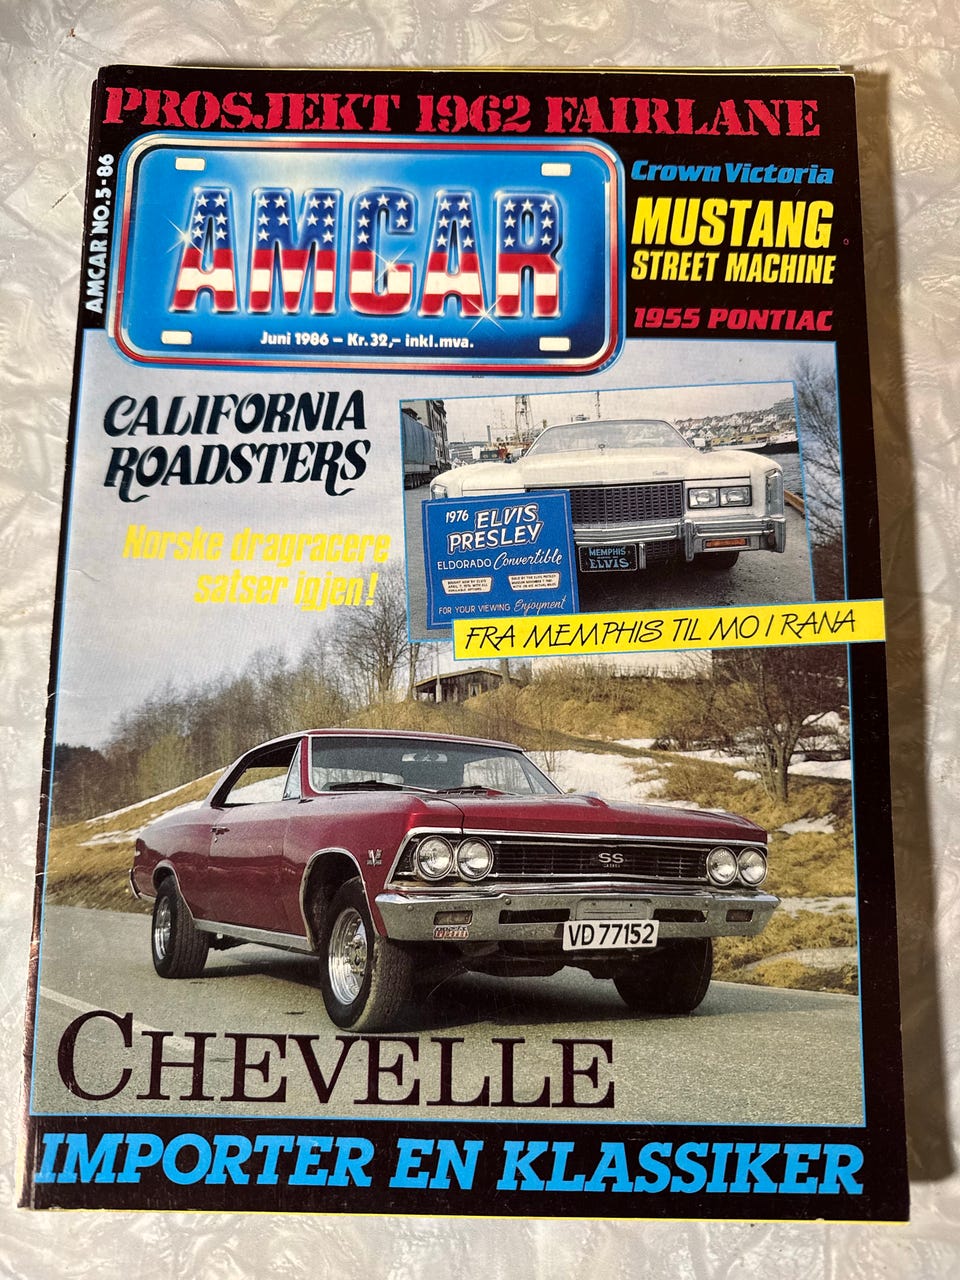 PROSJEKT 1962 FAIRLANE
AMCAR NO.5-86
AMCAR
Juni 1986 – Kr. 32,– inkl.mva.
Crown Victoria
MUSTANG
STREET MACHINE
1955 PONTIAC
CALIFORNIA
ROADSTERS
Norske dragracere
satser igjen!
1976 ELVIS
PRESLEY
ELDORADO Convertible
FOR YOUR VIEWING Enjoyment
MEMPHIS
ELVIS
FRA MEMPHIS TIL MO I RANA
SS
VD 77152
CHEVELLE
IMPORTER EN KLASSIKER